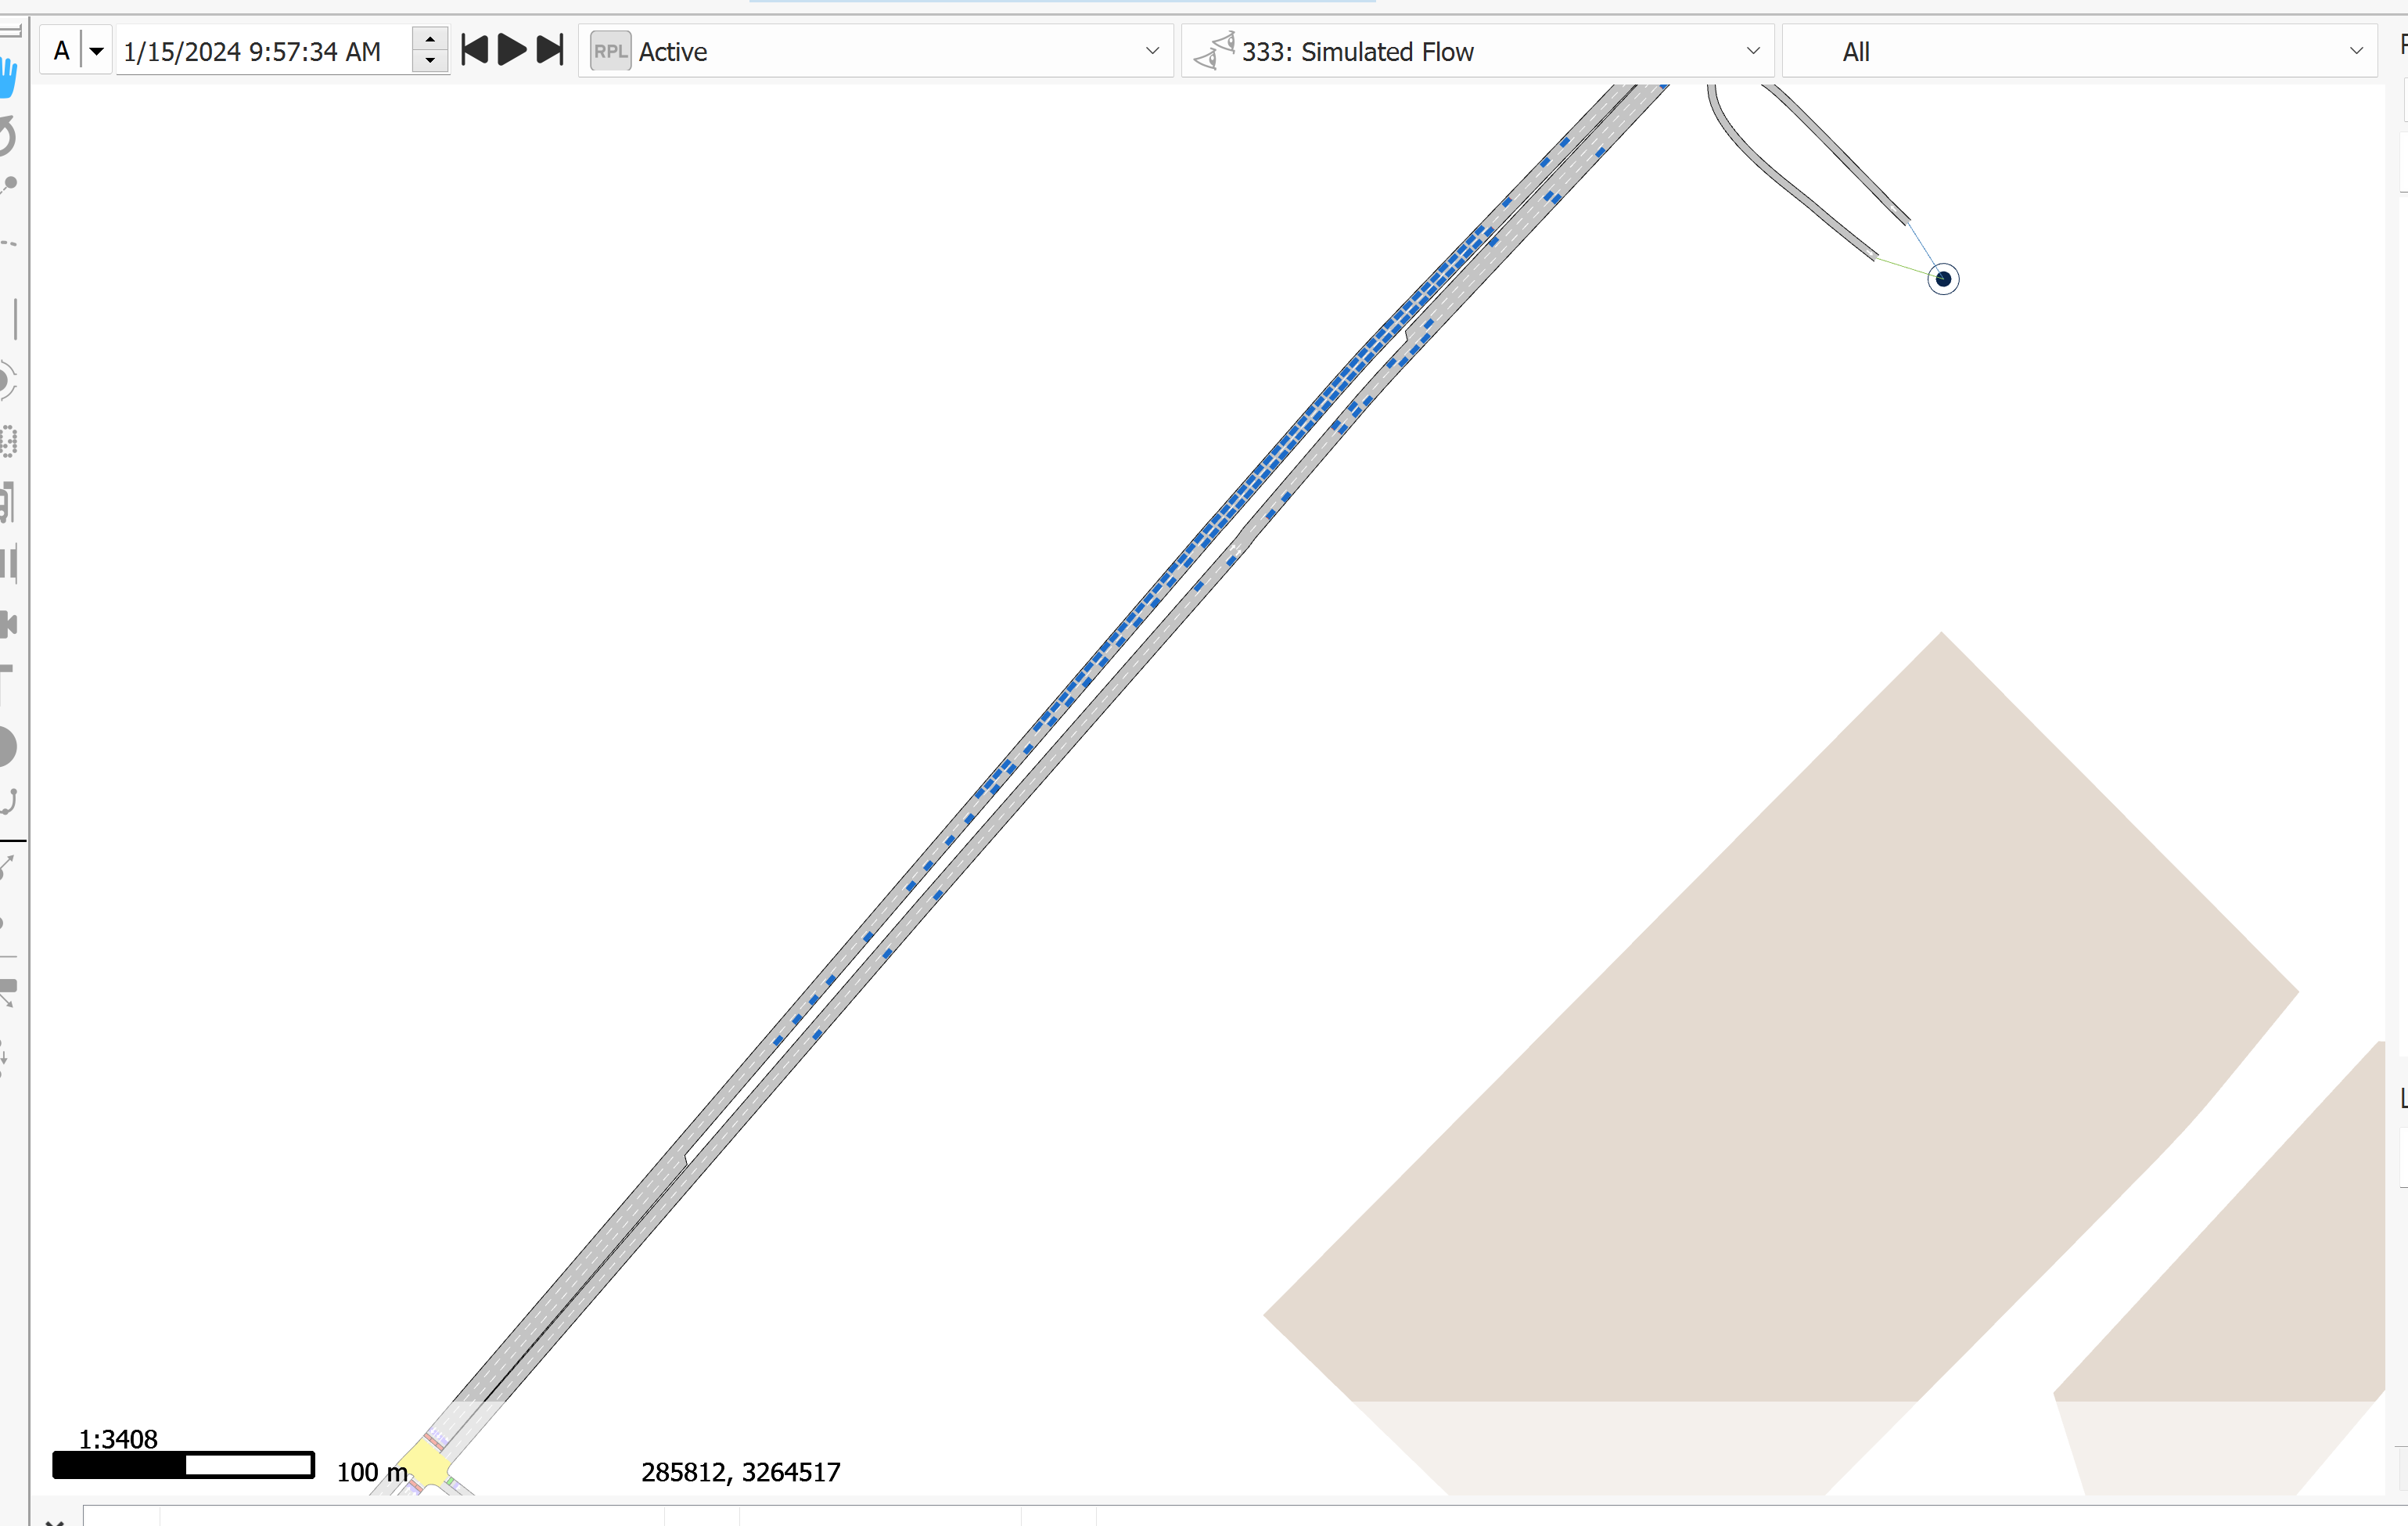 A 1/15/2024 9:57:34 AM RPL Active 333: Simulated Flow All
1:3408
100 m 285812, 3264517